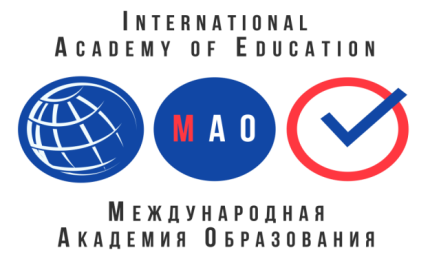 International
Academy of Education
МАО
Международная
Академия Образования